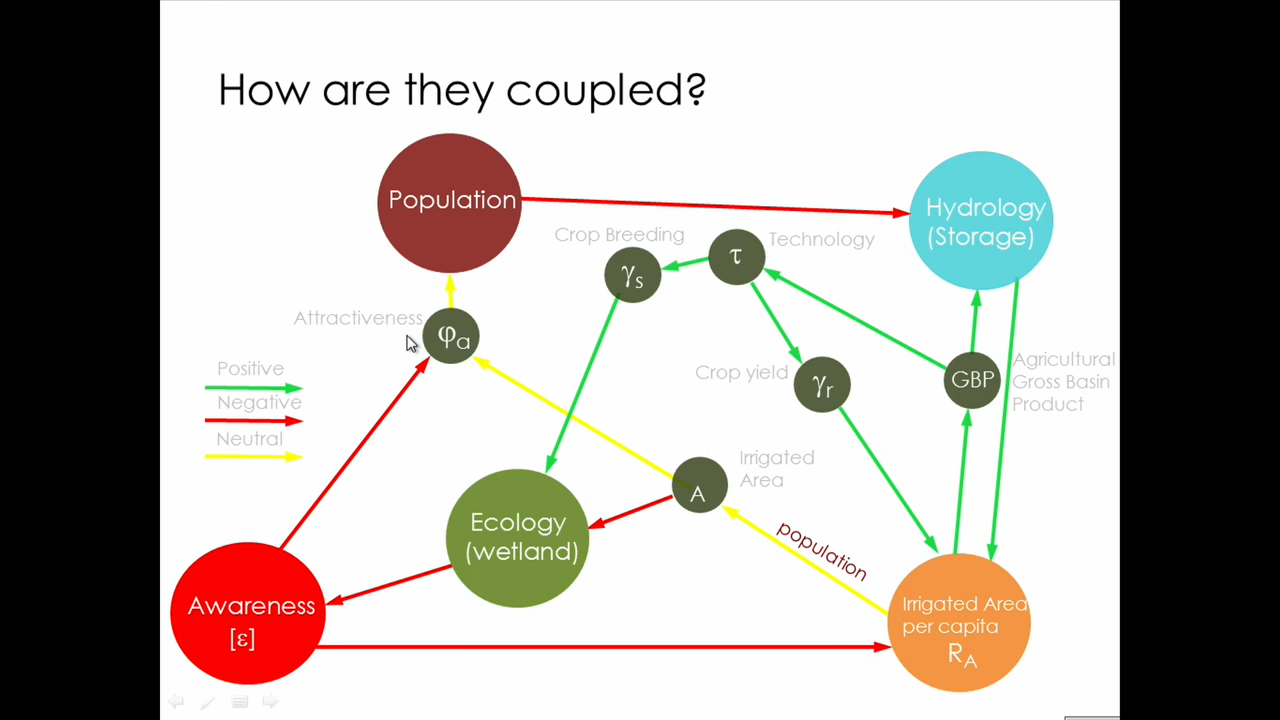 How are they coupled?
Population
Hydrology
(Storage)
Crop Breeding
Technology
τ
γs
Attractiveness
φa
Positive
Negative
Neutral
Crop yield
γr
GBP
Agricultural
Gross Basin
Product
Irrigated
Area
A
Ecology
(wetland)
population
Awareness
[ε]
Irrigated Area
per capita
RA